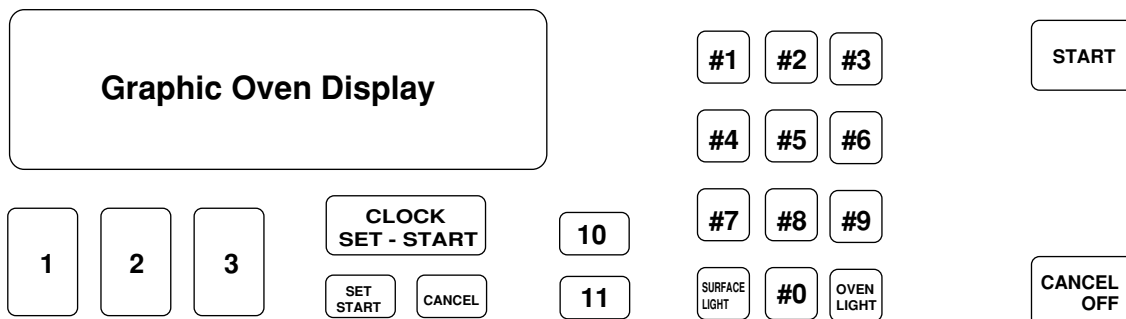 Graphic Oven Display
1 2 3
CLOCK
SET - START
SET
START
CANCEL
10
11
#1 #2 #3
#4 #5 #6
#7 #8 #9
SURFACE
LIGHT
#0
OVEN
LIGHT
START
CANCEL
OFF